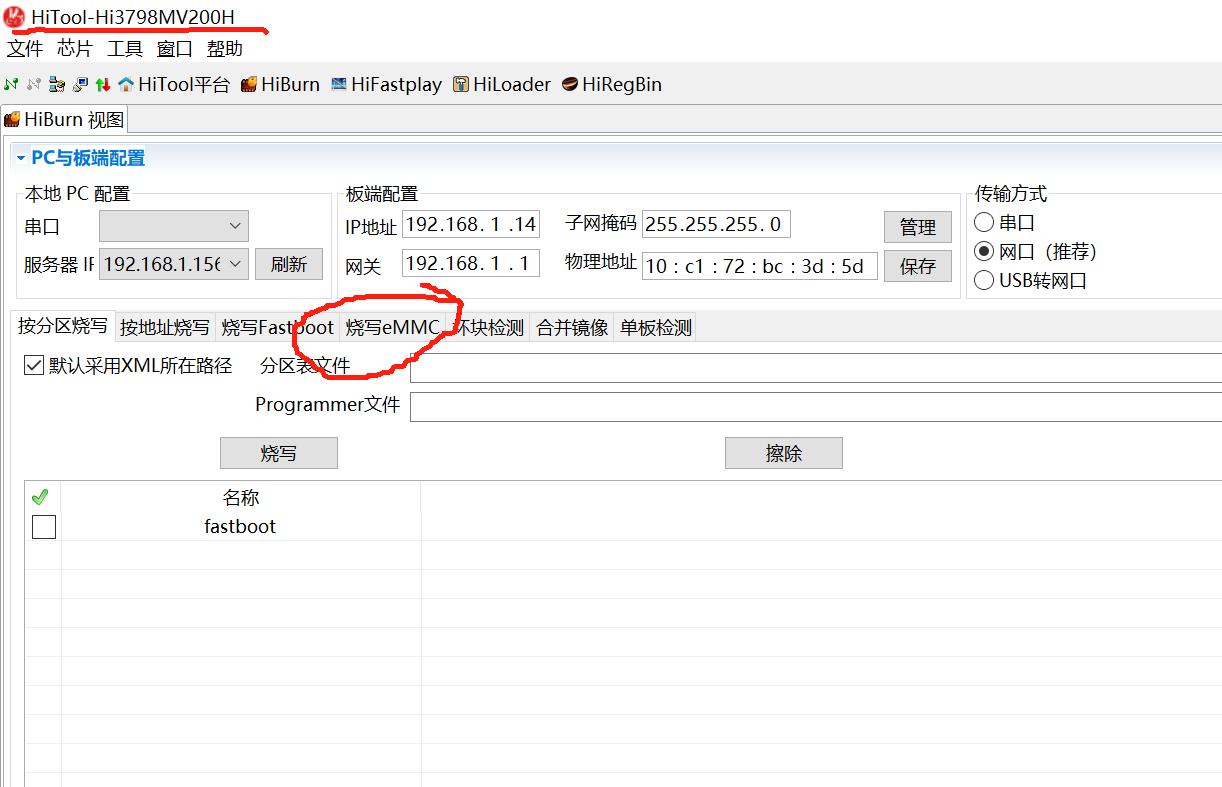 HiTool-Hi3798MV200H
文件 芯片 工具 窗口 帮助
HiTool平台 HiBurn HiFastplay HiLoader HiRegBin
HiBurn 视图
PC与板端配置
本地 PC 配置 板端配置 传输方式
串口 IP地址 192.168. 1 .14 子网掩码 255.255.255. 0 管理 串口
服务器 IF 192.168.1.156 刷新 网关 192.168. 1 . 1 物理地址 10 : c1 : 72 : bc : 3d : 5d 保存 网口（推荐）
USB转网口
按分区烧写 按地址烧写 烧写Fastboot 烧写eMMC 坏块检测 合并镜像 单板检测
默认采用XML所在路径 分区表文件
Programmer文件
烧写 擦除
名称
fastboot